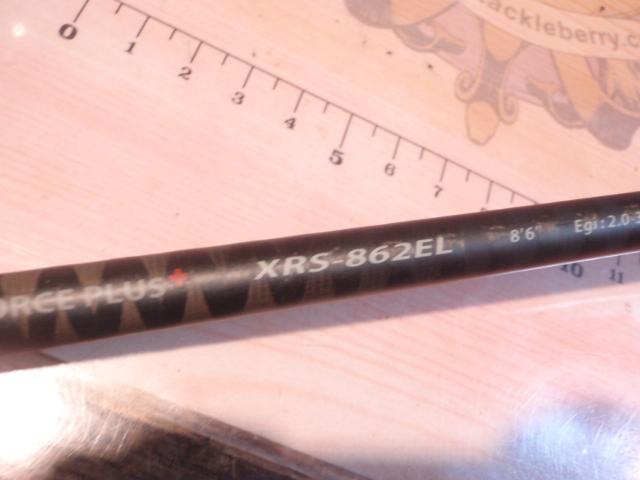 ackleberry.c
0 1 2 3 4 5 6 7 10 11
ORCE PLUS+ XRS-862EL 8'6" Egi:2.0